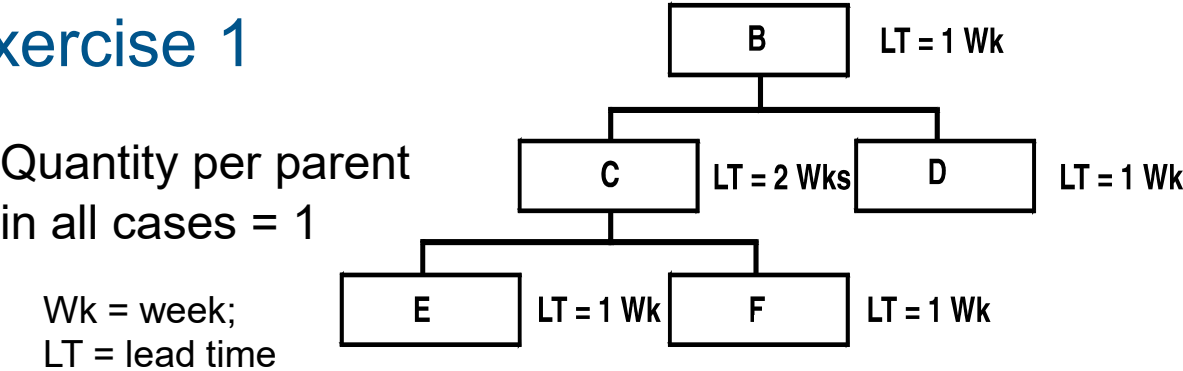 xercise 1
B
LT = 1 Wk
Quantity per parent
in all cases = 1
C
LT = 2 Wks
D
LT = 1 Wk
Wk = week;
LT = lead time
E
LT = 1 Wk
F
LT = 1 Wk